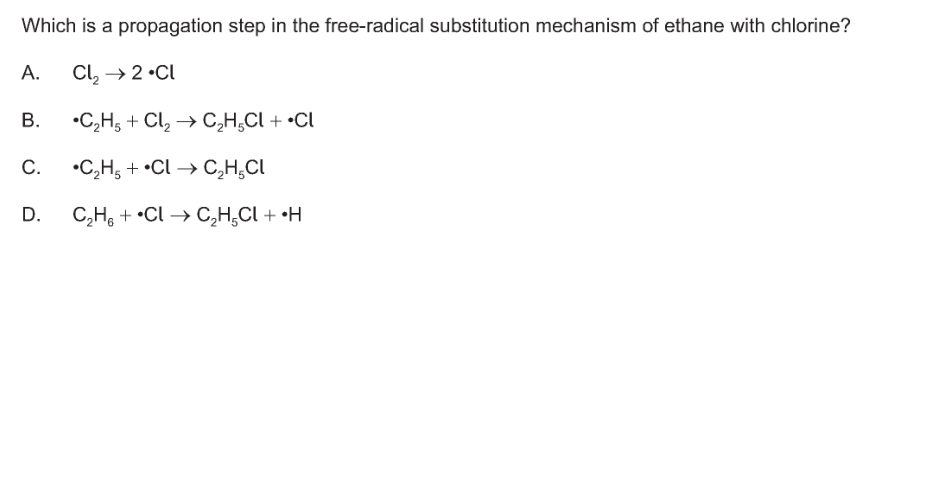 Which is a propagation step in the free-radical substitution mechanism of ethane with chlorine?
A. Cl₂ → 2 •Cl
B. •C₂H₅ + Cl₂ → C₂H₅Cl + •Cl
C. •C₂H₅ + •Cl → C₂H₅Cl
D. C₂H₆ + •Cl → C₂H₅Cl + •H